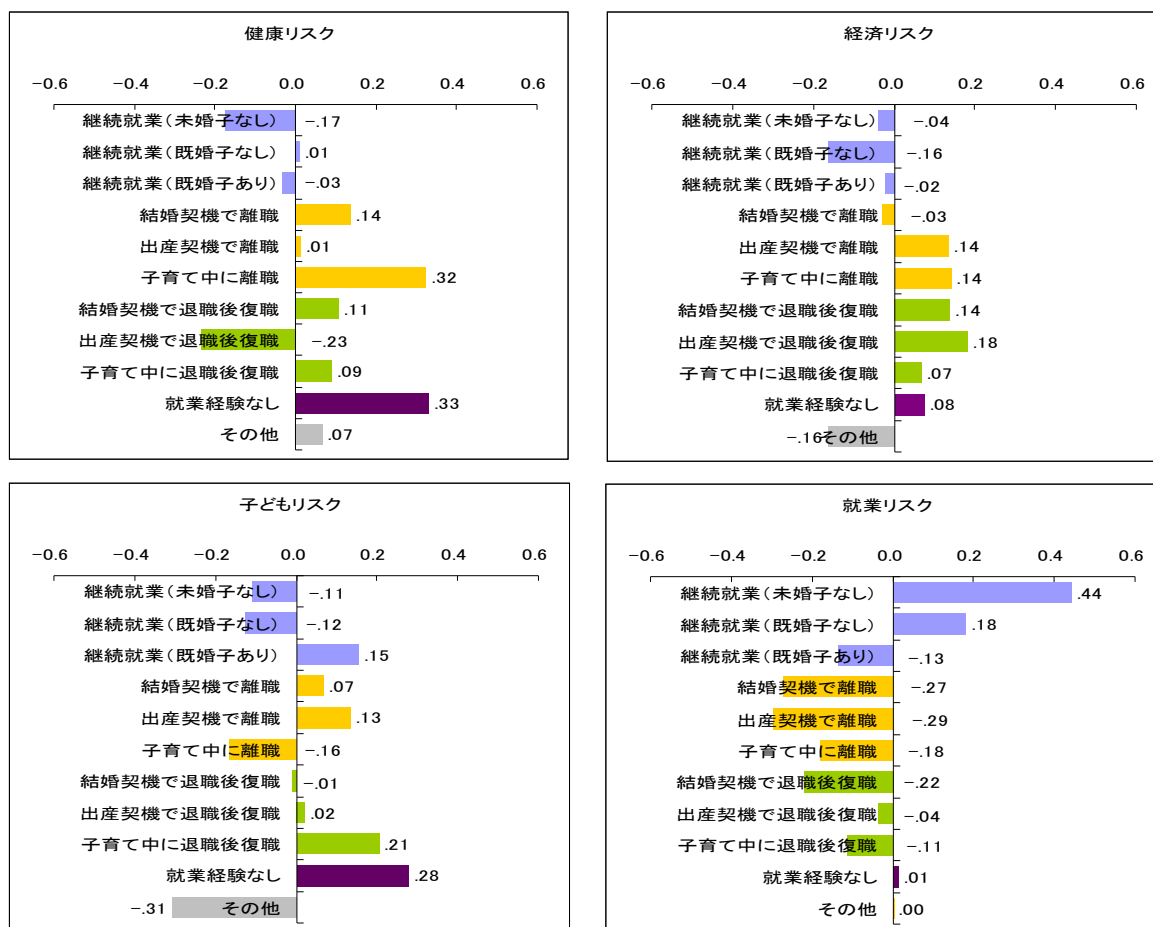 健康リスク
−0.6 −0.4 −0.2 0.0 0.2 0.4 0.6
継続就業(未婚子なし) −.17
継続就業(既婚子なし) .01
継続就業(既婚子あり) −.03
結婚契機で離職 .14
出産契機で離職 .01
子育て中に離職 .32
結婚契機で退職後復職 .11
出産契機で退職後復職 −.23
子育て中に退職後復職 .09
就業経験なし .33
その他 .07
経済リスク
−0.6 −0.4 −0.2 0.0 0.2 0.4 0.6
継続就業(未婚子なし) −.04
継続就業(既婚子なし) −.16
継続就業(既婚子あり) −.02
結婚契機で離職 −.03
出産契機で離職 .14
子育て中に離職 .14
結婚契機で退職後復職 .14
出産契機で退職後復職 .18
子育て中に退職後復職 .07
就業経験なし .08
−.16 その他
子どもリスク
−0.6 −0.4 −0.2 0.0 0.2 0.4 0.6
継続就業(未婚子なし) −.11
継続就業(既婚子なし) −.12
継続就業(既婚子あり) .15
結婚契機で離職 .07
出産契機で離職 .13
子育て中に離職 −.16
結婚契機で退職後復職 −.01
出産契機で退職後復職 .02
子育て中に退職後復職 .21
就業経験なし .28
−.31 その他
就業リスク
−0.6 −0.4 −0.2 0.0 0.2 0.4 0.6
継続就業(未婚子なし) .44
継続就業(既婚子なし) .18
継続就業(既婚子あり) −.13
結婚契機で離職 −.27
出産契機で離職 −.29
子育て中に離職 −.18
結婚契機で退職後復職 −.22
出産契機で退職後復職 −.04
子育て中に退職後復職 −.11
就業経験なし .01
その他 .00